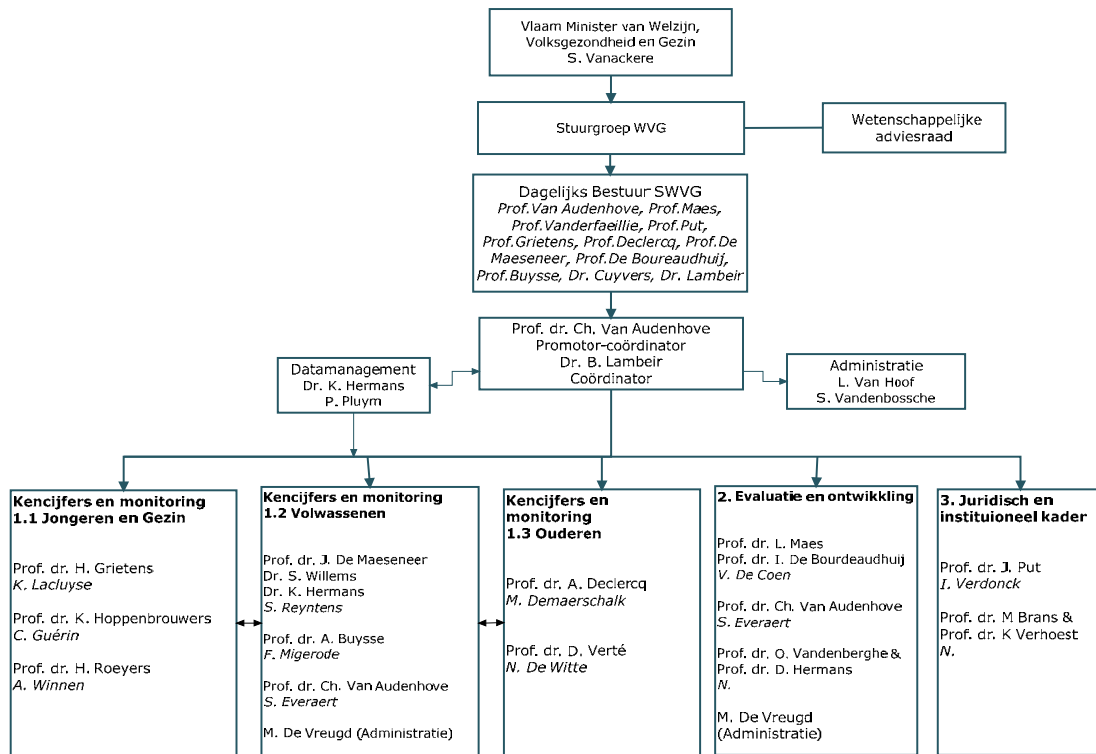 Vlaam Minister van Welzijn,
Volksgezondheid en Gezin
S. Vanackere
Stuurgroep WVG
Wetenschappelijke
adviesraad
Dagelijks Bestuur SWVG
Prof.Van Audenhove, Prof.Maes,
Prof.Vanderfaeillie, Prof.Put,
Prof.Grietens, Prof.Declercq, Prof.De
Maeseneer, Prof.De Boureaudhuij,
Prof.Buysse, Dr. Cuyvers, Dr. Lambeir
Prof. dr. Ch. Van Audenhove
Promotor-coördinator
Dr. B. Lambeir
Coördinator
Datamanagement
Dr. K. Hermans
P. Pluym
Administratie
L. Van Hoof
S. Vandenbossche
Kencijfers en monitoring
1.1 Jongeren en Gezin
Prof. dr. H. Grietens
K. Lacluyse
Prof. dr. K. Hoppenbrouwers
C. Guérin
Prof. dr. H. Roeyers
A. Winnen
Kencijfers en monitoring
1.2 Volwassenen
Prof. dr. J. De Maeseneer
Dr. S. Willems
Dr. K. Hermans
S. Reyntens
Prof. dr. A. Buysse
F. Migerode
Prof. dr. Ch. Van Audenhove
S. Everaert
M. De Vreugd (Administratie)
Kencijfers en
monitoring
1.3 Ouderen
Prof. dr. A. Declercq
M. Demaerschalk
Prof. dr. D. Verté
N. De Witte
2. Evaluatie en ontwikkling
Prof. dr. L. Maes
Prof. dr. I. De Bourdeaudhuij
V. De Coen
Prof. dr. Ch. Van Audenhove
S. Everaert
Prof. dr. O. Vandenberghe &
Prof. dr. D. Hermans
N.
M. De Vreugd
(Administratie)
3. Juridisch en
instituioneel kader
Prof. dr. J. Put
I. Verdonck
Prof. dr. M Brans &
Prof. dr. K Verhoest
N.